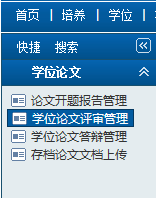 首页 | 培养 | 学位 |
快捷 搜索
学位论文
论文开题报告管理
学位论文评审管理
学位论文答辩管理
存档论文文档上传